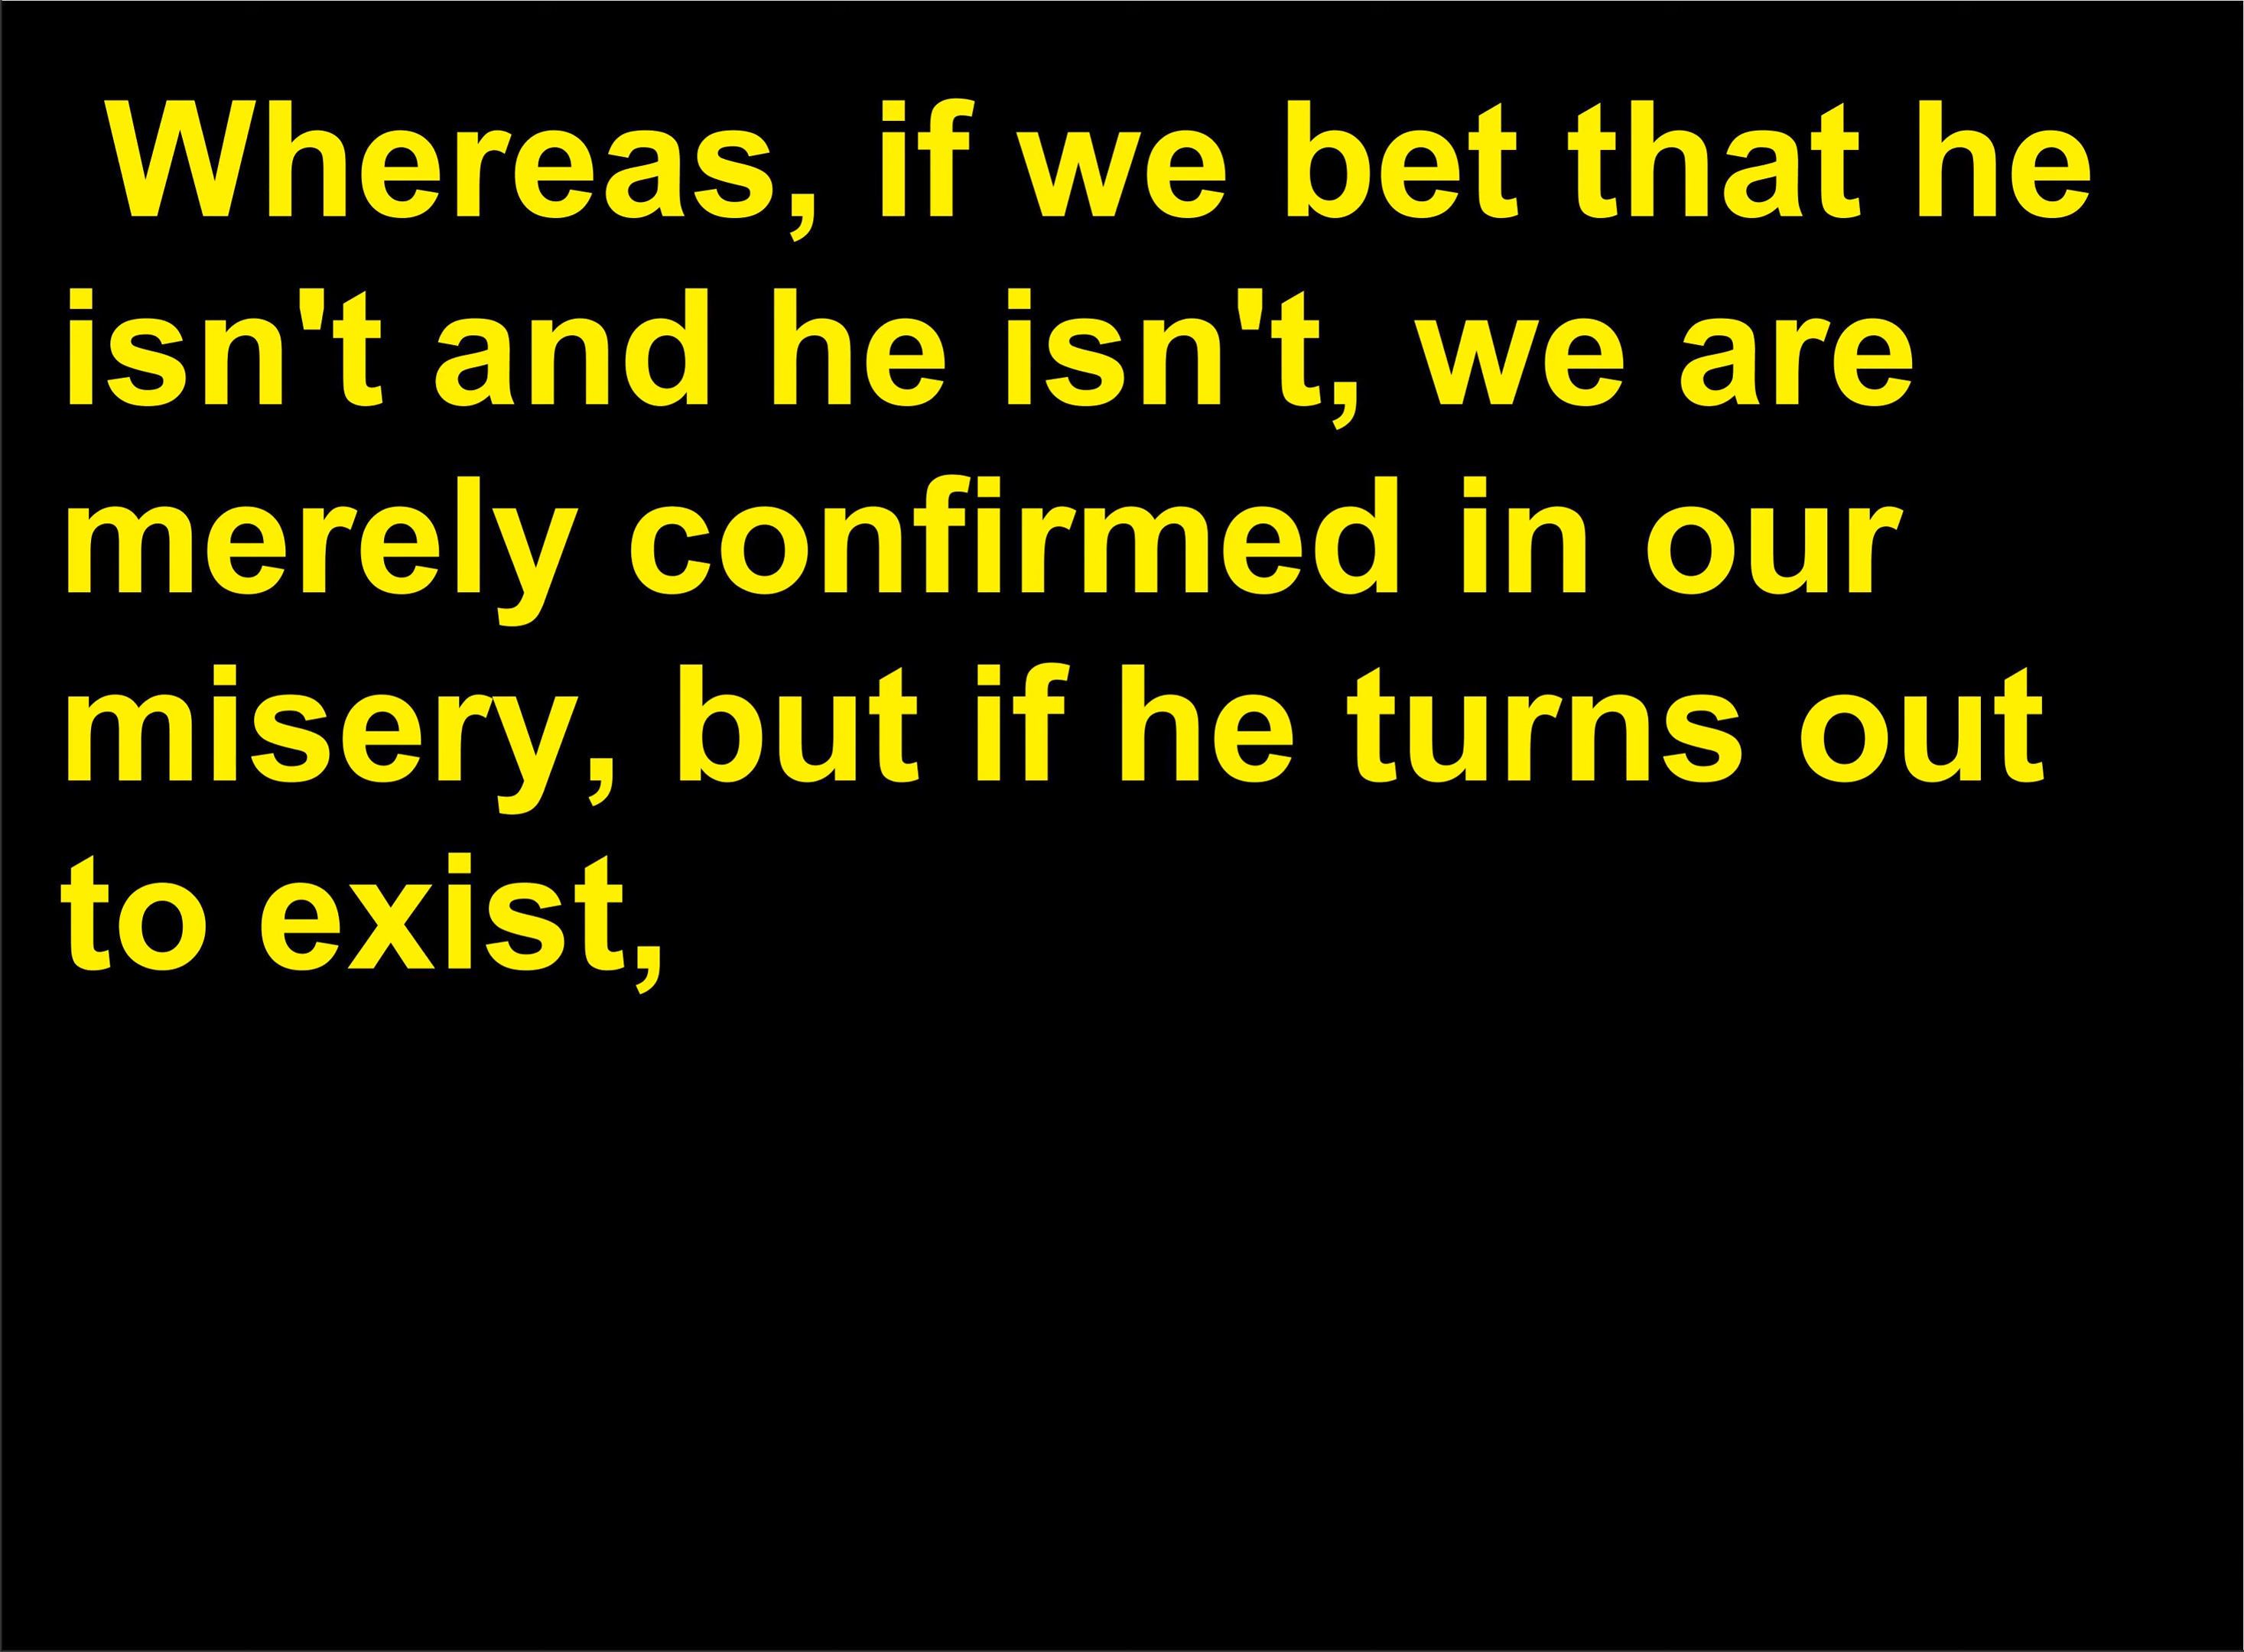 Whereas, if we bet that he
isn't and he isn't, we are
merely confirmed in our
misery, but if he turns out
to exist,